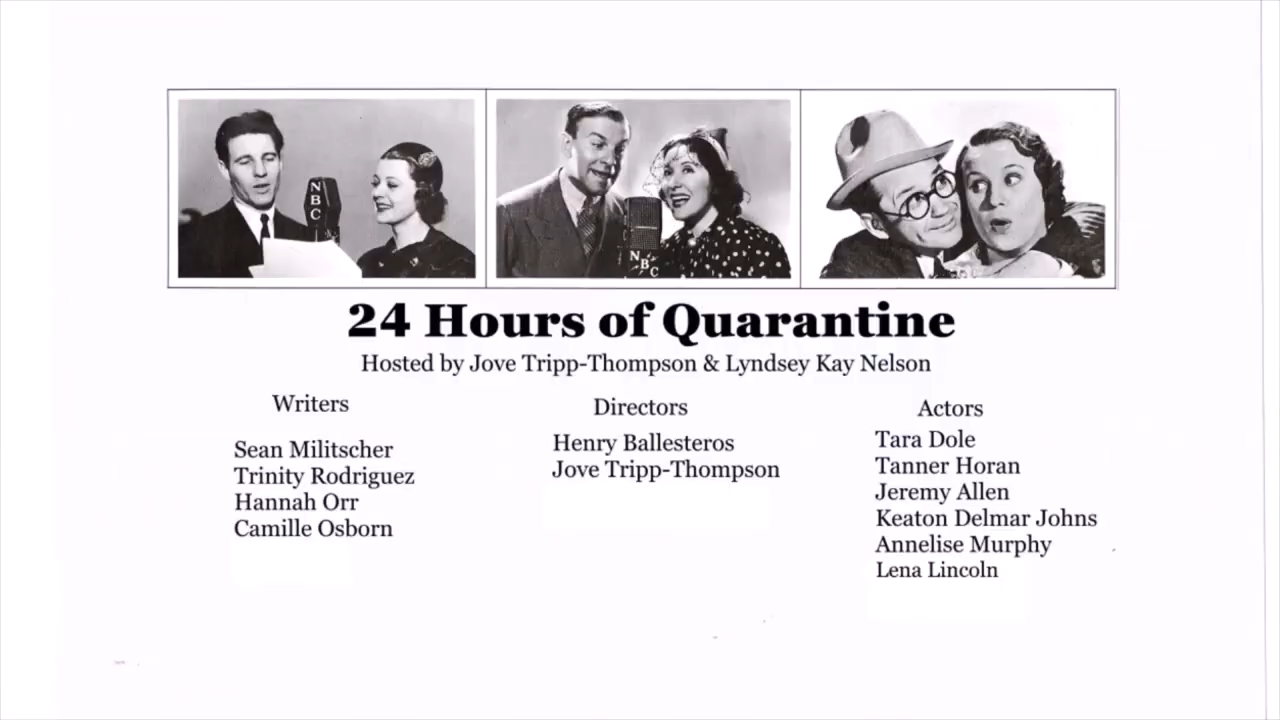 NBC
NBC
24 Hours of Quarantine
Hosted by Jove Tripp-Thompson & Lyndsey Kay Nelson
Writers
Sean Militscher
Trinity Rodriguez
Hannah Orr
Camille Osborn
Directors
Henry Ballesteros
Jove Tripp-Thompson
Actors
Tara Dole
Tanner Horan
Jeremy Allen
Keaton Delmar Johns
Annelise Murphy
Lena Lincoln